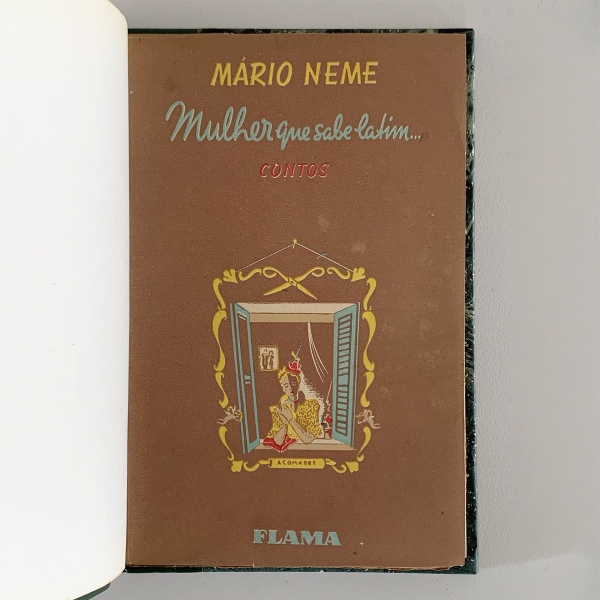 MÁRIO NEME
Mulher que sabe latim...
CONTOS
A COMADRE
FLAMA